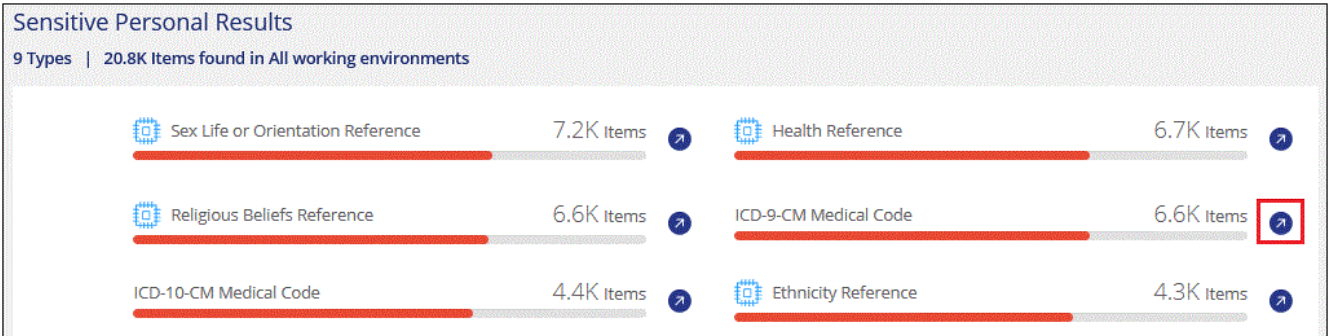 Sensitive Personal Results
9 Types | 20.8K Items found in All working environments
Sex Life or Orientation Reference 7.2K Items
Health Reference 6.7K Items
Religious Beliefs Reference 6.6K Items
ICD-9-CM Medical Code 6.6K Items
ICD-10-CM Medical Code 4.4K Items
Ethnicity Reference 4.3K Items